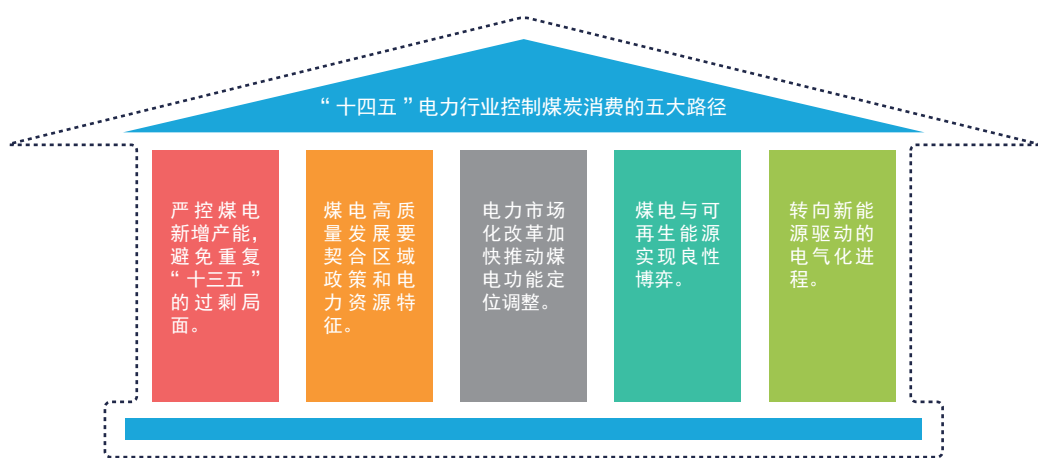 “十四五”电力行业控制煤炭消费的五大路径
严控煤电
新增产能,
避免重复
“十三五”
的过剩局
面。
煤电高质
量发展要
契合区域
政策和电
力资源特
征。
电力市场
化改革加
快推动煤
电功能定
位调整。
煤电与可
再生能源
实现良性
博弈。
转向新能
源驱动的
电气化进
程。